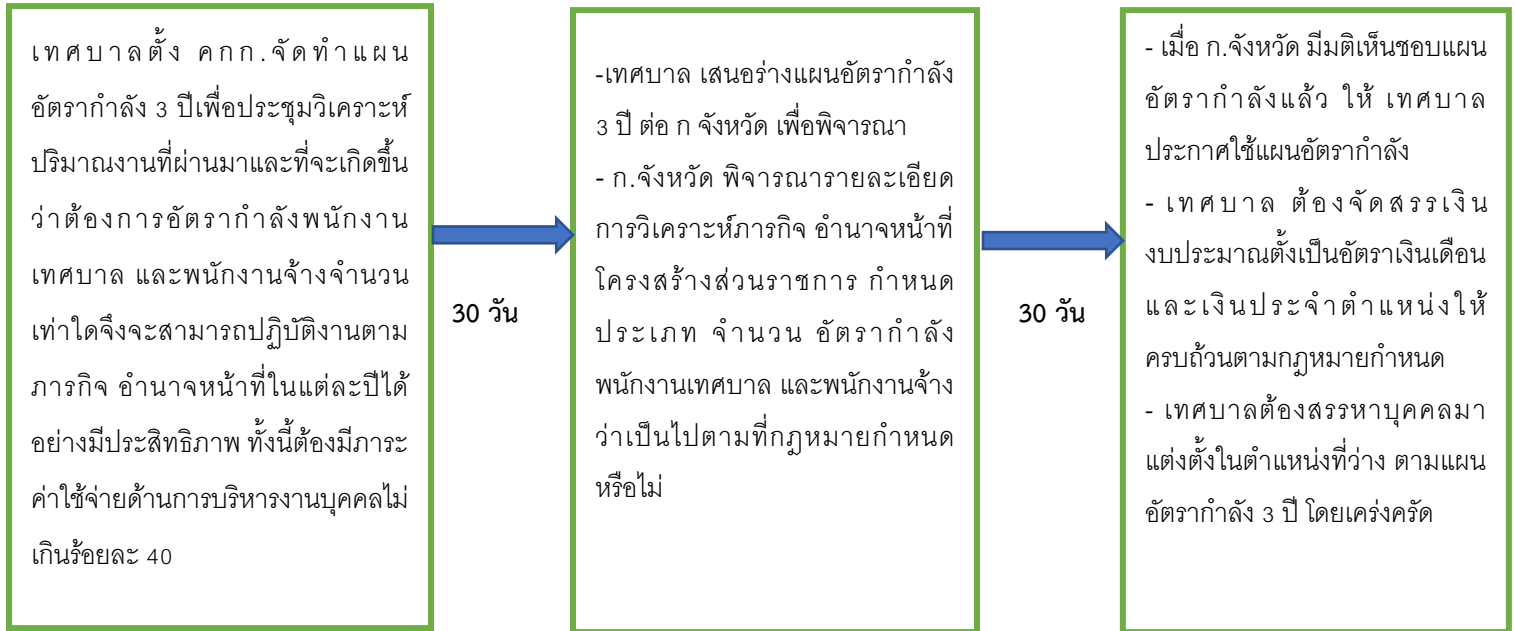 เทศบาลตั้ง คกก.จัดทำแผน
อัตรากำลัง 3 ปีเพื่อประชุมวิเคราะห์
ปริมาณงานที่ผ่านมาและที่จะเกิดขึ้น
ว่าต้องการอัตรากำลังพนักงาน
เทศบาล และพนักงานจ้างจำนวน
เท่าใดจึงจะสามารถปฏิบัติงานตาม
ภารกิจ อำนาจหน้าที่ในแต่ละปีได้
อย่างมีประสิทธิภาพ ทั้งนี้ต้องมีภาระ
ค่าใช้จ่ายด้านการบริหารงานบุคคลไม่
เกินร้อยละ 40
30 วัน
-เทศบาล เสนอร่างแผนอัตรากำลัง
3 ปี ต่อ ก จังหวัด เพื่อพิจารณา
- ก.จังหวัด พิจารณารายละเอียด
การวิเคราะห์ภารกิจ อำนาจหน้าที่
โครงสร้างส่วนราชการ กำหนด
ประเภท จำนวน อัตรากำลัง
พนักงานเทศบาล และพนักงานจ้าง
ว่าเป็นไปตามที่กฎหมายกำหนด
หรือไม่
30 วัน
- เมื่อ ก.จังหวัด มีมติเห็นชอบแผน
อัตรากำลังแล้ว ให้ เทศบาล
ประกาศใช้แผนอัตรากำลัง
- เทศบาล ต้องจัดสรรเงิน
งบประมาณตั้งเป็นอัตราเงินเดือน
และเงินประจำตำแหน่งให้
ครบถ้วนตามกฎหมายกำหนด
- เทศบาลต้องสรรหาบุคคลมา
แต่งตั้งในตำแหน่งที่ว่าง ตามแผน
อัตรากำลัง 3 ปี โดยเคร่งครัด